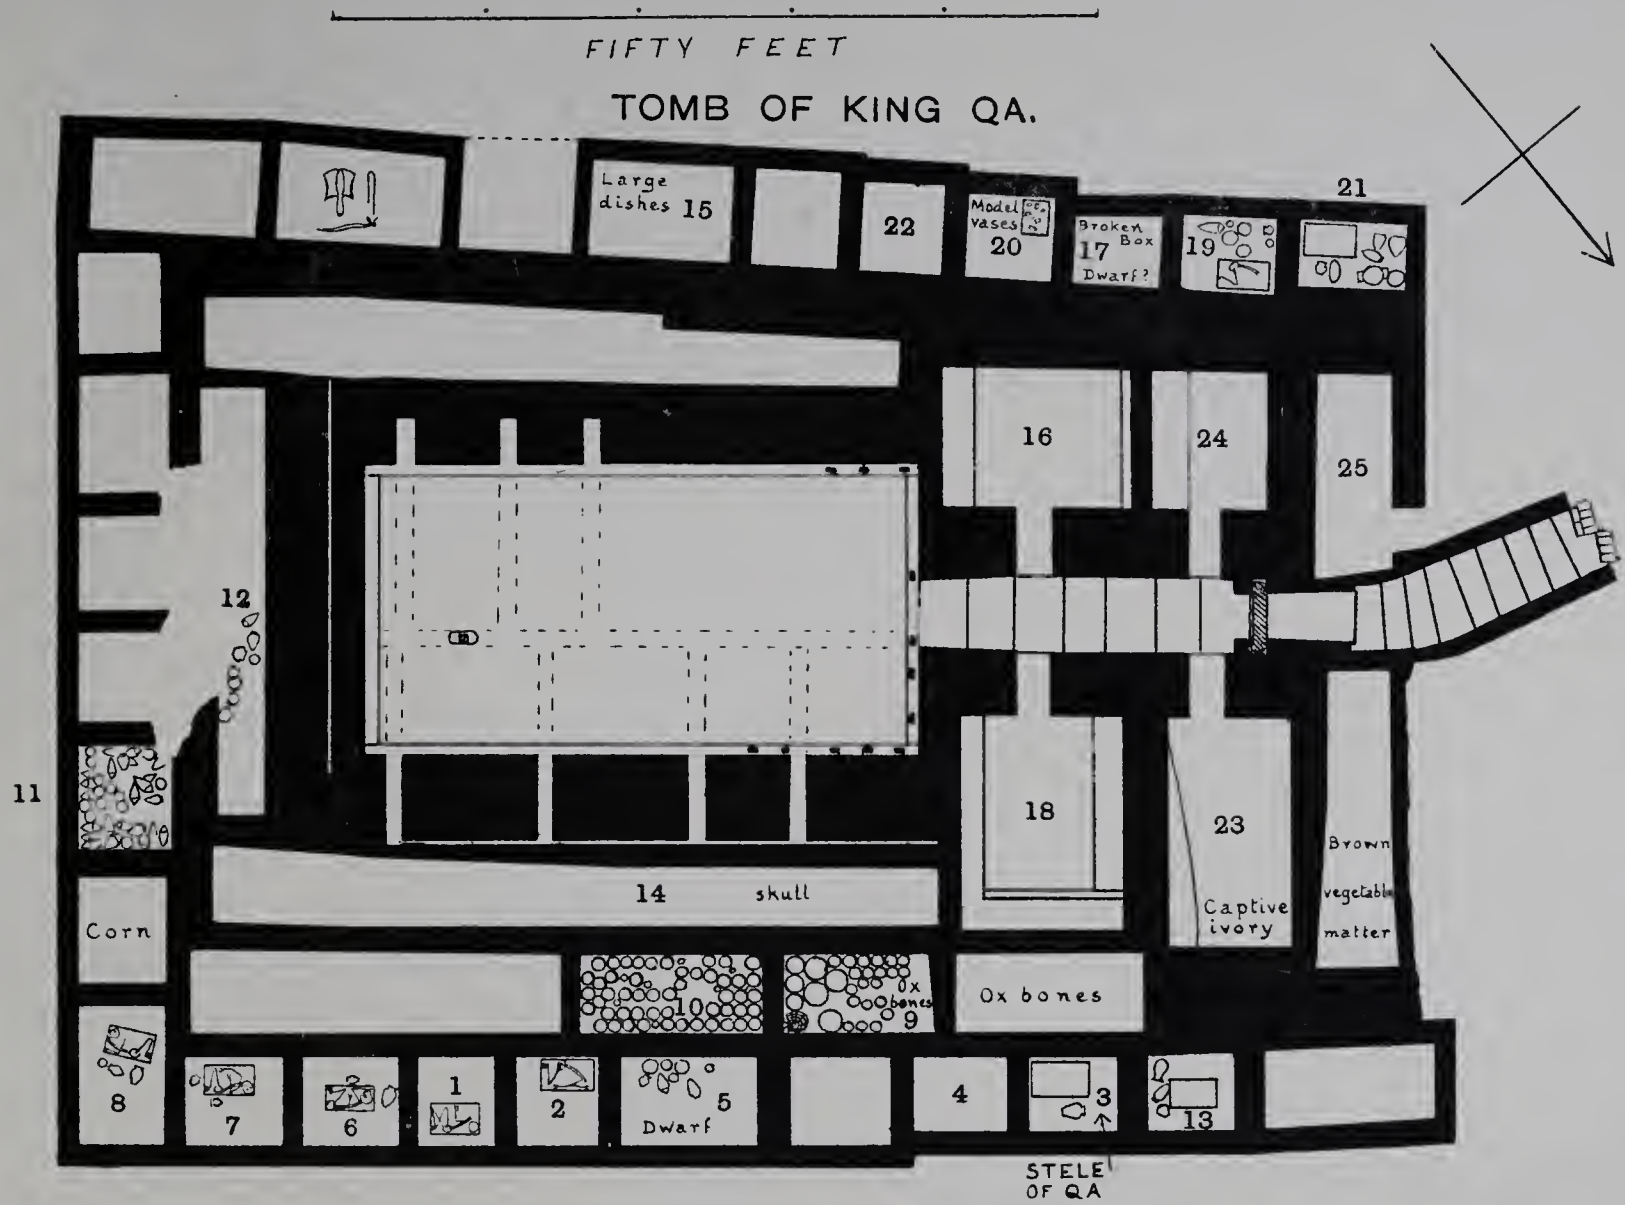 FIFTY FEET
TOMB OF KING QA.
21
Large
dishes 15
22
Model
vases
20
Broken
Box
17
Dwarf?
19
16
24
25
12
11
18
23
Captive
ivory
Brown
vegetable
matter
14 skull
Corn
10
Ox
bones
9
Ox bones
8
7
6
1
2
5
Dwarf
4
3
13
STELE
OF QA